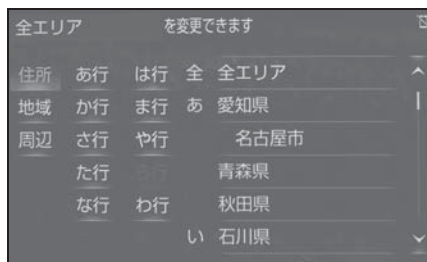 全エリア を変更できます
住所 あ行 は行 全 全エリア
地域 か行 ま行 あ 愛知県
周辺 さ行 や行 名古屋市
た行 青森県
な行 わ行 秋田県
い 石川県